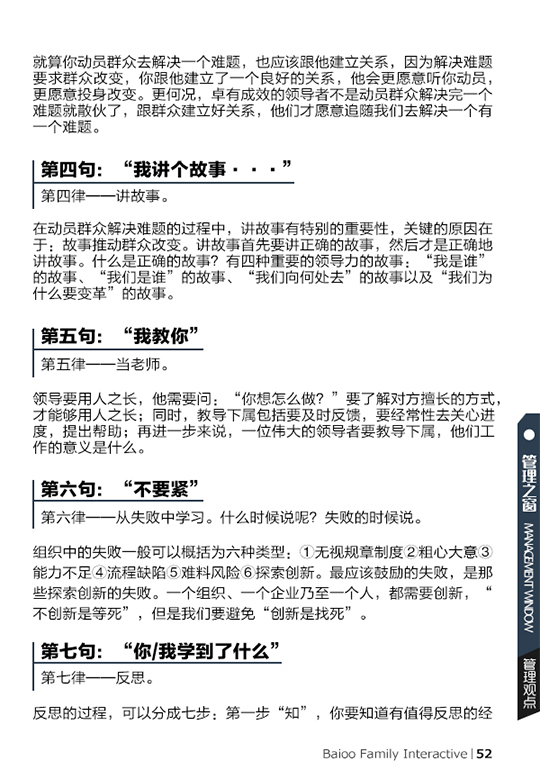 就算你动员群众去解决一个难题，也应该跟他建立关系，因为解决难题
要求群众改变，你跟他建立了一个良好的关系，他会更愿意听你动员，
更愿意投身改变。更何况，卓有成效的领导者不是动员群众解决完一个
难题就散伙了，跟群众建立好关系，他们才愿意追随我们去解决一个有
一个难题。
第四句：“我讲个故事···”
第四律——讲故事。
在动员群众解决难题的过程中，讲故事有特别的重要性，关键的原因在
于：故事推动群众改变。讲故事首先要讲正确的故事，然后才是正确地
讲故事。什么是正确的故事？有四种重要的领导力的故事：“我是谁”
的故事、“我们是谁”的故事、“我们向何处去”的故事以及“我们为
什么要变革”的故事。
第五句：“我教你”
第五律——当老师。
领导要用人之长，他需要问：“你想怎么做？”要了解对方擅长的方式，
才能够用人之长；同时，教导下属包括要及时反馈，要经常性去关心进
度，提出帮助；再进一步来说，一位伟大的领导者要教导下属，他们工
作的意义是什么。
第六句：“不要紧”
第六律——从失败中学习。什么时候说呢？失败的时候说。
组织中的失败一般可以概括为六种类型：①无视规章制度②粗心大意③
能力不足④流程缺陷⑤难料风险⑥探索创新。最应该鼓励的失败，是那
些探索创新的失败。一个组织、一个企业乃至一个人，都需要创新，“
不创新是等死”，但是我们要避免“创新是找死”。
第七句：“你/我学到了什么”
第七律——反思。
反思的过程，可以分成七步：第一步“知”，你要知道有值得反思的经
管理之窗
MANAGEMENT WINDOW
管理观点
Baioo Family Interactive | 52